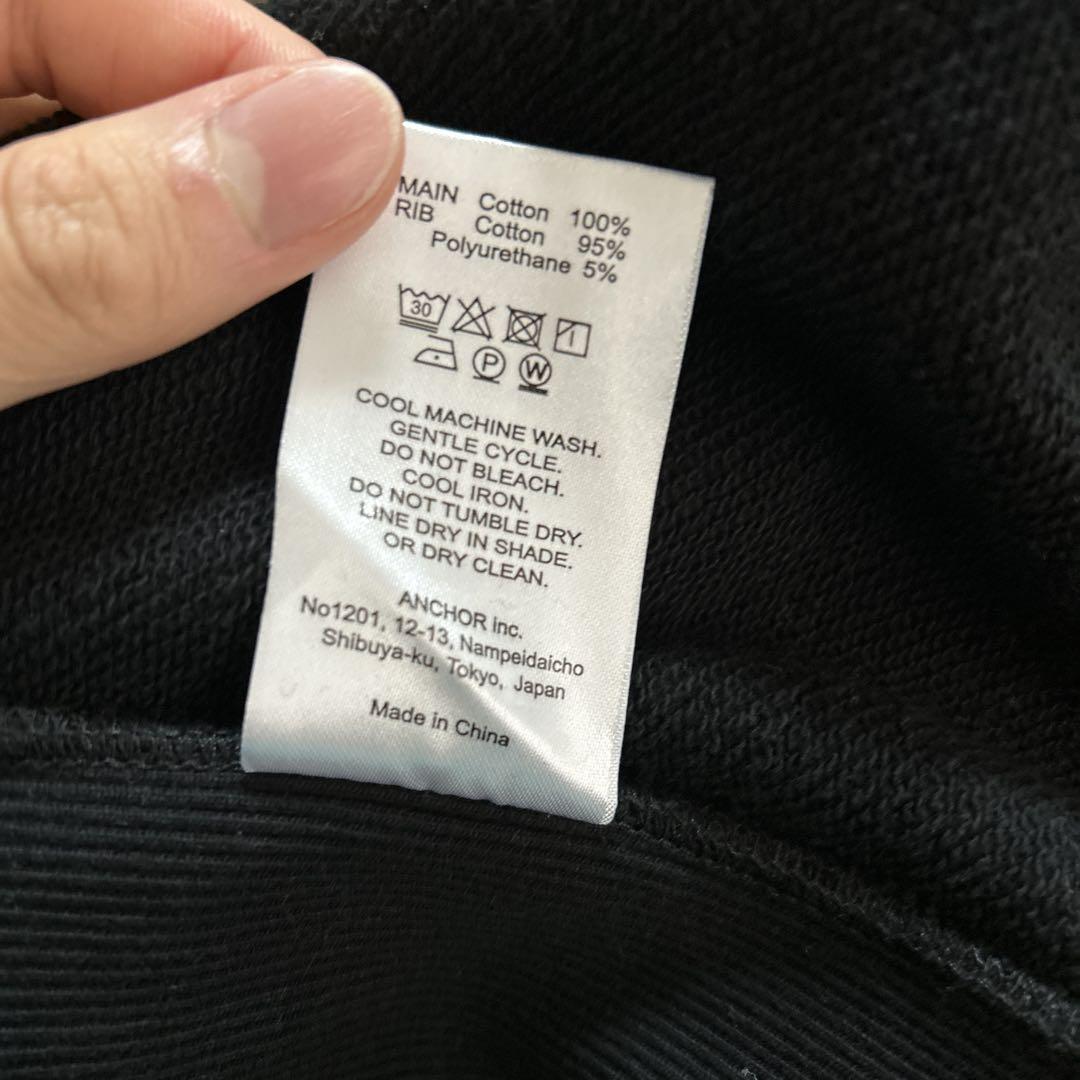 MAIN Cotton 100%
RIB Cotton 95%
Polyurethane 5%
30
P W
COOL MACHINE WASH.
GENTLE CYCLE.
DO NOT BLEACH.
COOL IRON.
DO NOT TUMBLE DRY.
LINE DRY IN SHADE.
OR DRY CLEAN.
ANCHOR Inc.
No1201, 12-13, Nampeidaicho
Shibuya-ku, Tokyo, Japan
Made in China